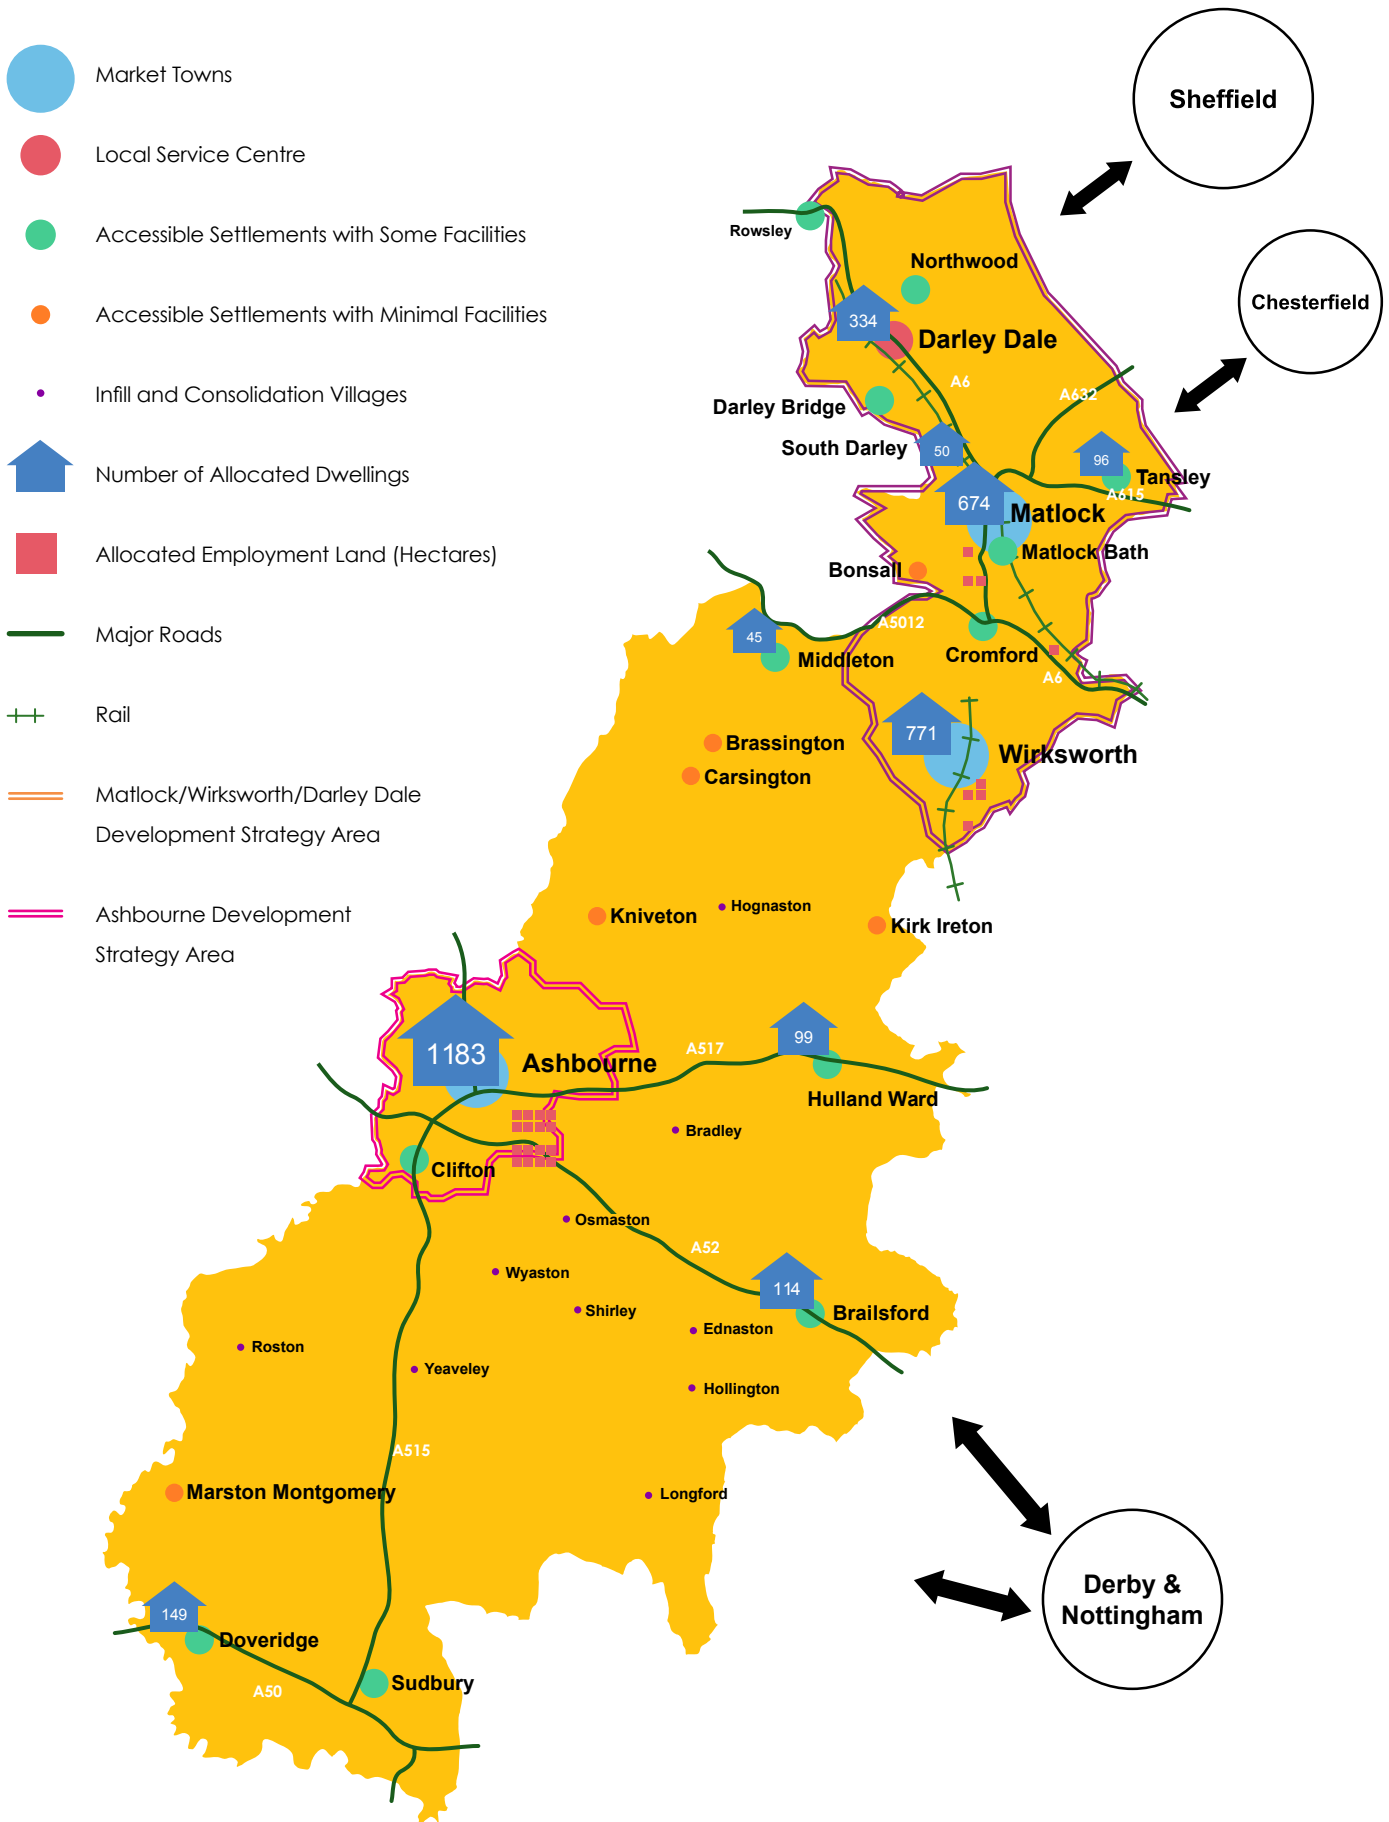 Market Towns
Local Service Centre
Accessible Settlements with Some Facilities
Accessible Settlements with Minimal Facilities
Infill and Consolidation Villages
Number of Allocated Dwellings
Allocated Employment Land (Hectares)
Major Roads
Rail
Matlock/Wirksworth/Darley Dale
Development Strategy Area
Ashbourne Development
Strategy Area
Sheffield
Chesterfield
Rowsley
Northwood
334
Darley Dale
A6
A632
Darley Bridge
South Darley
50
96
Tansley
A615
674
Matlock
Matlock Bath
Bonsall
A5012
45
Middleton
Cromford
A6
771
Wirksworth
Brassington
Carsington
Kniveton
Hognaston
Kirk Ireton
1183
Ashbourne
A517
99
Hulland Ward
Bradley
Clifton
Osmaston
A52
Wyaston
114
Shirley
Brailsford
Ednaston
Roston
Yeaveley
Hollington
A515
Marston Montgomery
Longford
Derby &
Nottingham
149
Doveridge
A50
Sudbury